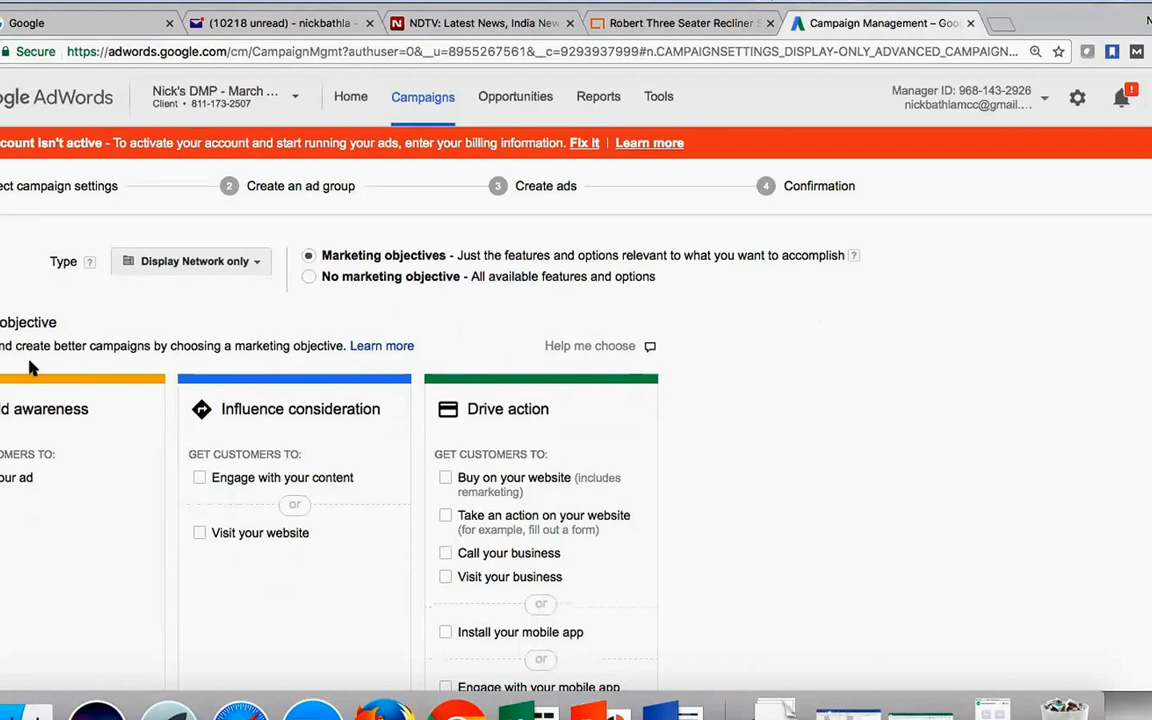 Google
(10218 unread) - nickbathla -
NDTV: Latest News, India New
Robert Three Seater Recliner S
Campaign Management – Goo
Secure https://adwords.google.com/cm/CampaignMgmt?authuser=0&__u=8955267561&__c=9293937999#n.CAMPAIGNSETTINGS_DISPLAY-ONLY_ADVANCED_CAMPAIGN...
gle AdWords
Nick's DMP - March ...
Client • 811-173-2507
Home
Campaigns
Opportunities
Reports
Tools
Manager ID: 968-143-2926
nickbathlamcc@gmail....
count isn't active - To activate your account and start running your ads, enter your billing information. Fix it | Learn more
ect campaign settings
2 Create an ad group
3 Create ads
4 Confirmation
Type ?
Display Network only
Marketing objectives - Just the features and options relevant to what you want to accomplish ?
No marketing objective - All available features and options
objective
nd create better campaigns by choosing a marketing objective. Learn more
Help me choose
ld awareness
OMERS TO:
our ad
Influence consideration
GET CUSTOMERS TO:
Engage with your content
or
Visit your website
Drive action
GET CUSTOMERS TO:
Buy on your website (includes
remarketing)
Take an action on your website
(for example, fill out a form)
Call your business
Visit your business
or
Install your mobile app
or
Engage with your mobile app